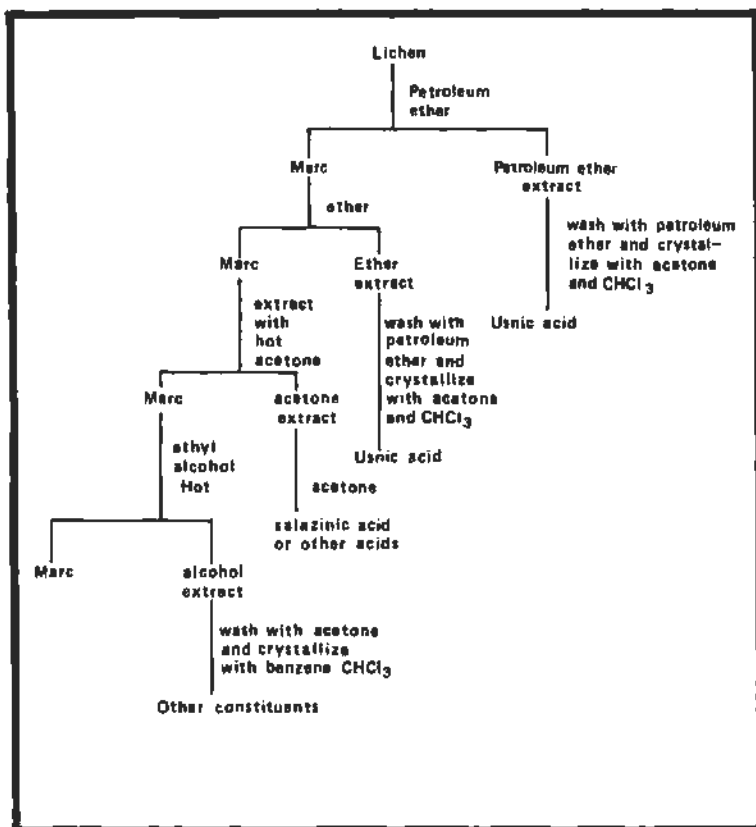 Lichen
Petroleum
ether
Marc
Petroleum ether
extract
ether
wash with petroleum
ether and crystal-
lize with acetone
and CHCl3
Marc
Ether
extract
Usnic acid
extract
with
hot
acetone
wash with
petroleum
ether and
crystallize
with acetone
and CHCl3
Marc
acetone
extract
Usnic acid
ethyl
alcohol
Hot
acetone
salazinic acid
or other acids
Marc
alcohol
extract
wash with acetone
and crystallize
with benzene CHCl3
Other constituents